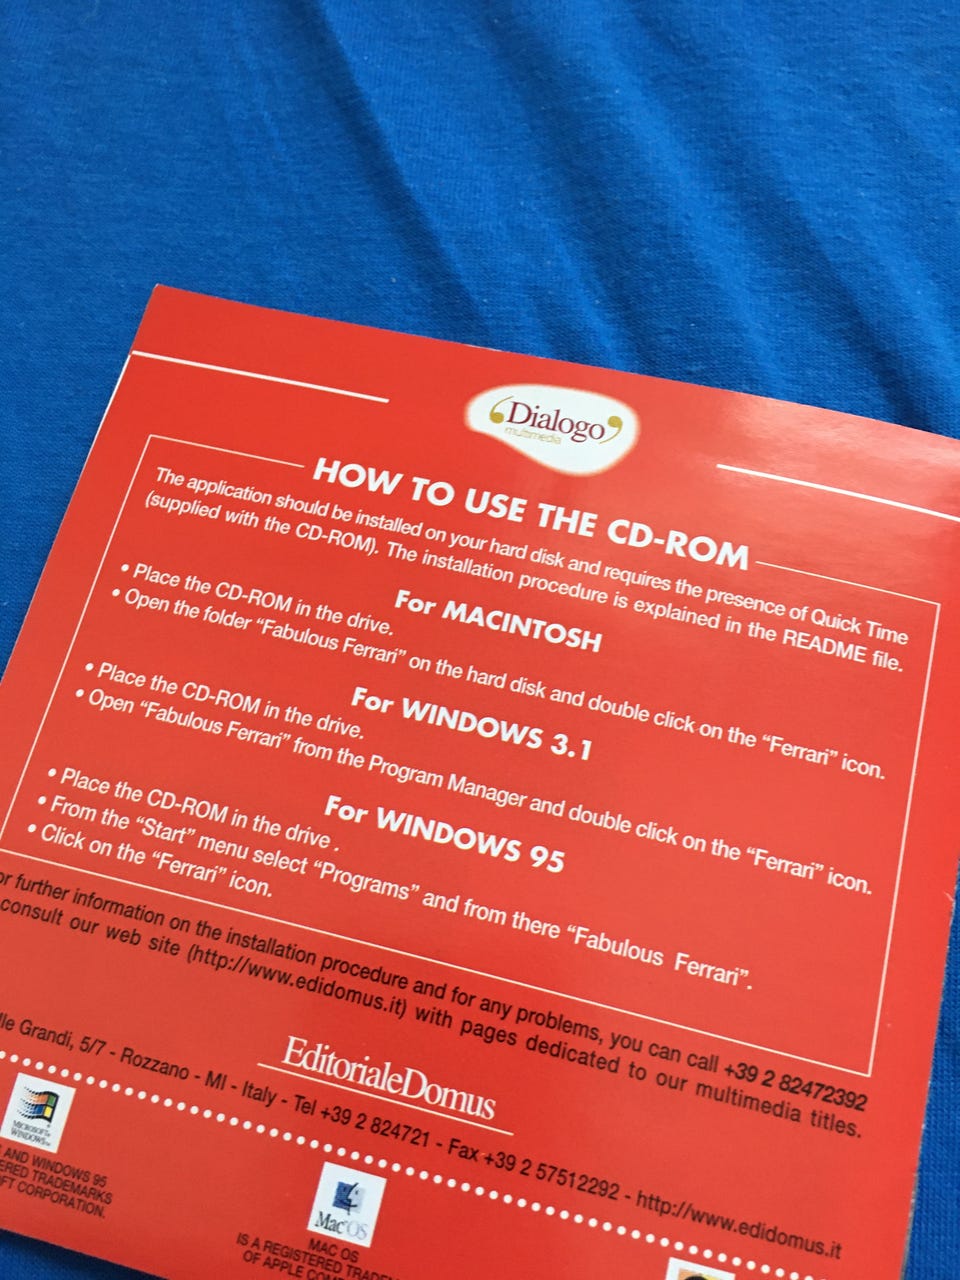 Dialogo
multimedia
HOW TO USE THE CD-ROM
The application should be installed on your hard disk and requires the presence of Quick Time
(supplied with the CD-ROM). The installation procedure is explained in the README file.
For MACINTOSH
• Place the CD-ROM in the drive.
• Open the folder “Fabulous Ferrari” on the hard disk and double click on the “Ferrari” icon.
For WINDOWS 3.1
• Place the CD-ROM in the drive.
• Open “Fabulous Ferrari” from the Program Manager and double click on the “Ferrari” icon.
For WINDOWS 95
• Place the CD-ROM in the drive .
• From the “Start” menu select “Programs” and from there “Fabulous Ferrari”.
• Click on the “Ferrari” icon.
or further information on the installation procedure and for any problems, you can call +39 2 82472392
consult our web site (http://www.edidomus.it) with pages dedicated to our multimedia titles.
EditorialeDomus
Grandi, 5/7 - Rozzano - MI - Italy - Tel +39 2 824721 - Fax +39 2 57512292 - http://www.edidomus.it
MICROSOFT®
WINDOWS™
AND WINDOWS 95
ERED TRADEMARKS
FT CORPORATION.
Mac OS
MAC OS
IS A REGISTERED TRADEM
OF APPLE COM